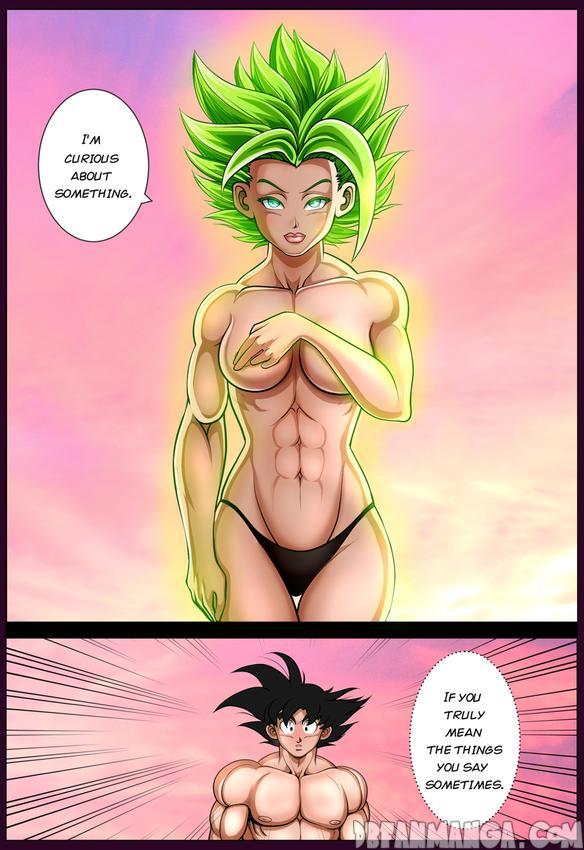 I'M
CURIOUS
ABOUT
SOMETHING.
IF YOU
TRULY
MEAN
THE THINGS
YOU SAY
SOMETIMES.
DBFANMANGA.COM